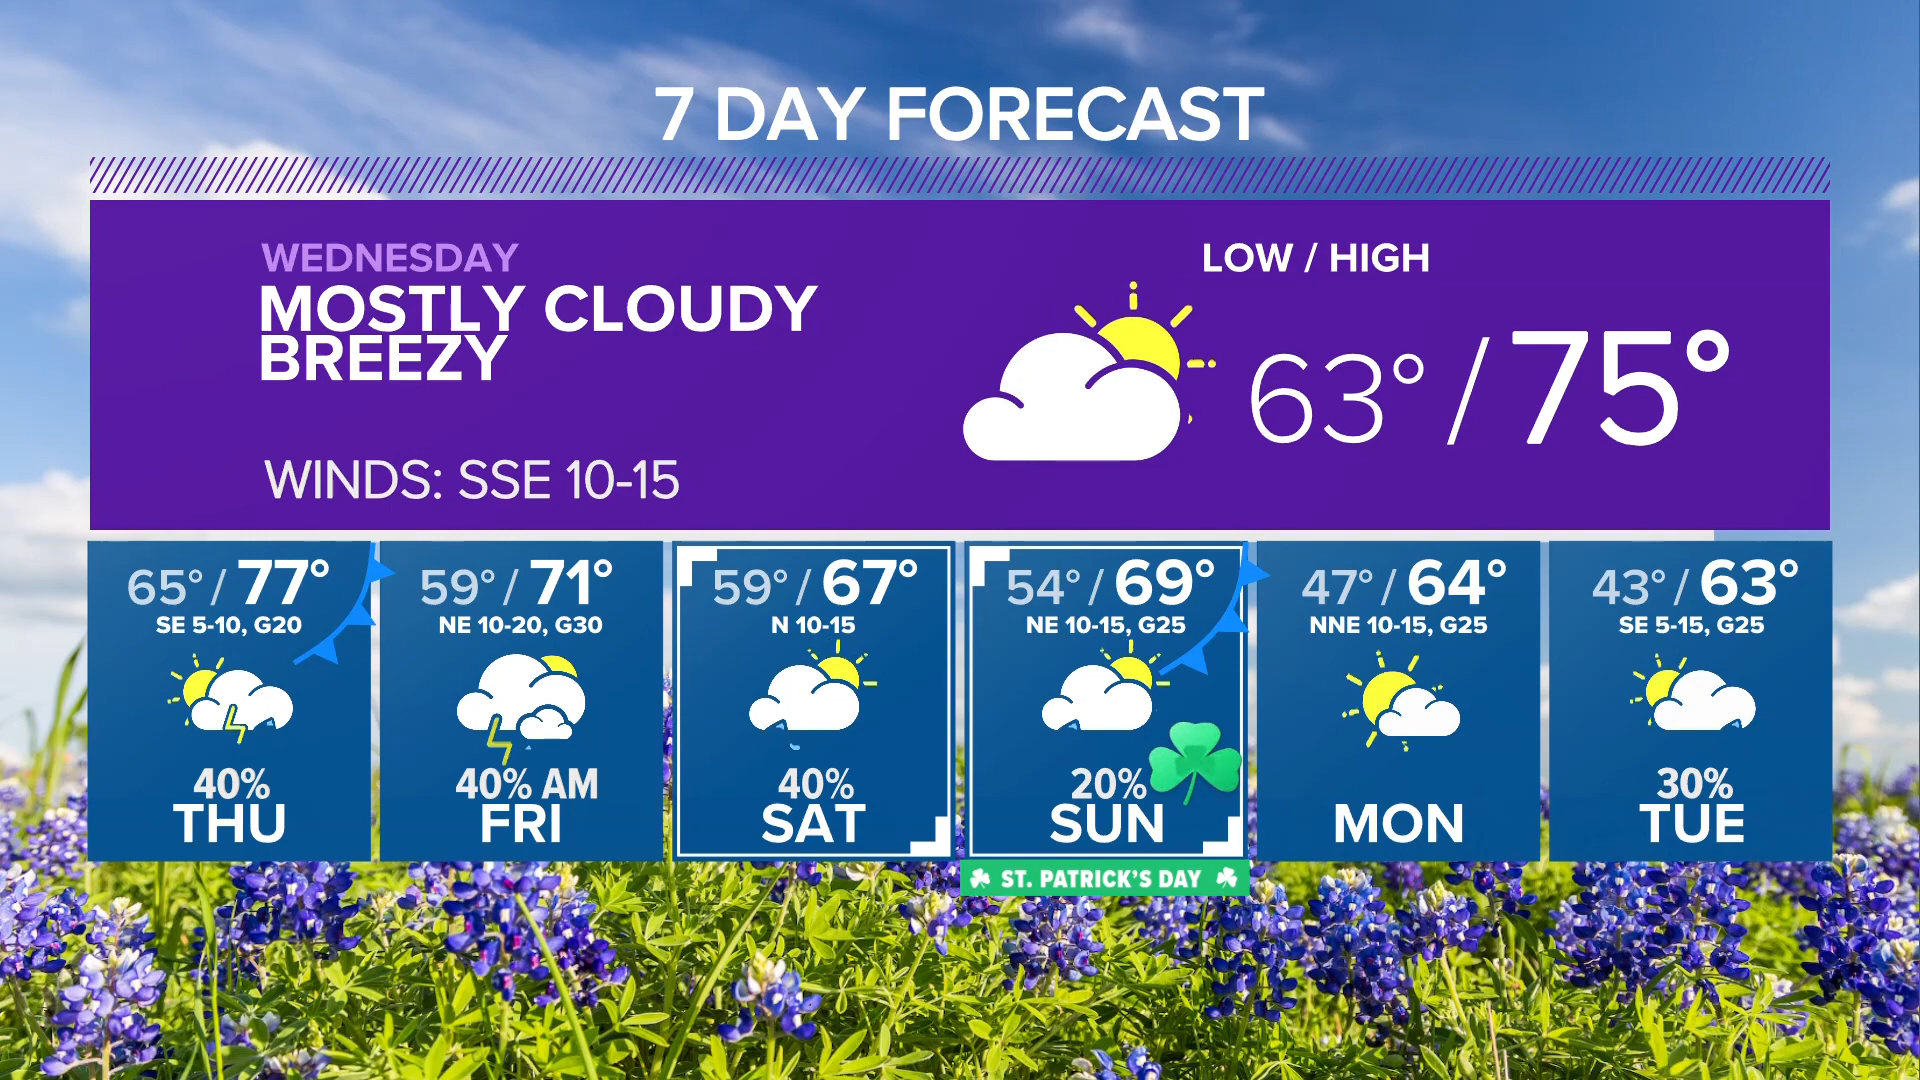 7 DAY FORECAST
WEDNESDAY
MOSTLY CLOUDY
BREEZY
WINDS: SSE 10-15
LOW / HIGH
63° / 75°
65° / 77°
SE 5-10, G20
40%
THU
59° / 71°
NE 10-20, G30
40% AM
FRI
59° / 67°
N 10-15
40%
SAT
54° / 69°
NE 10-15, G25
20%
SUN
ST. PATRICK'S DAY
47° / 64°
NNE 10-15, G25
MON
43° / 63°
SE 5-15, G25
30%
TUE